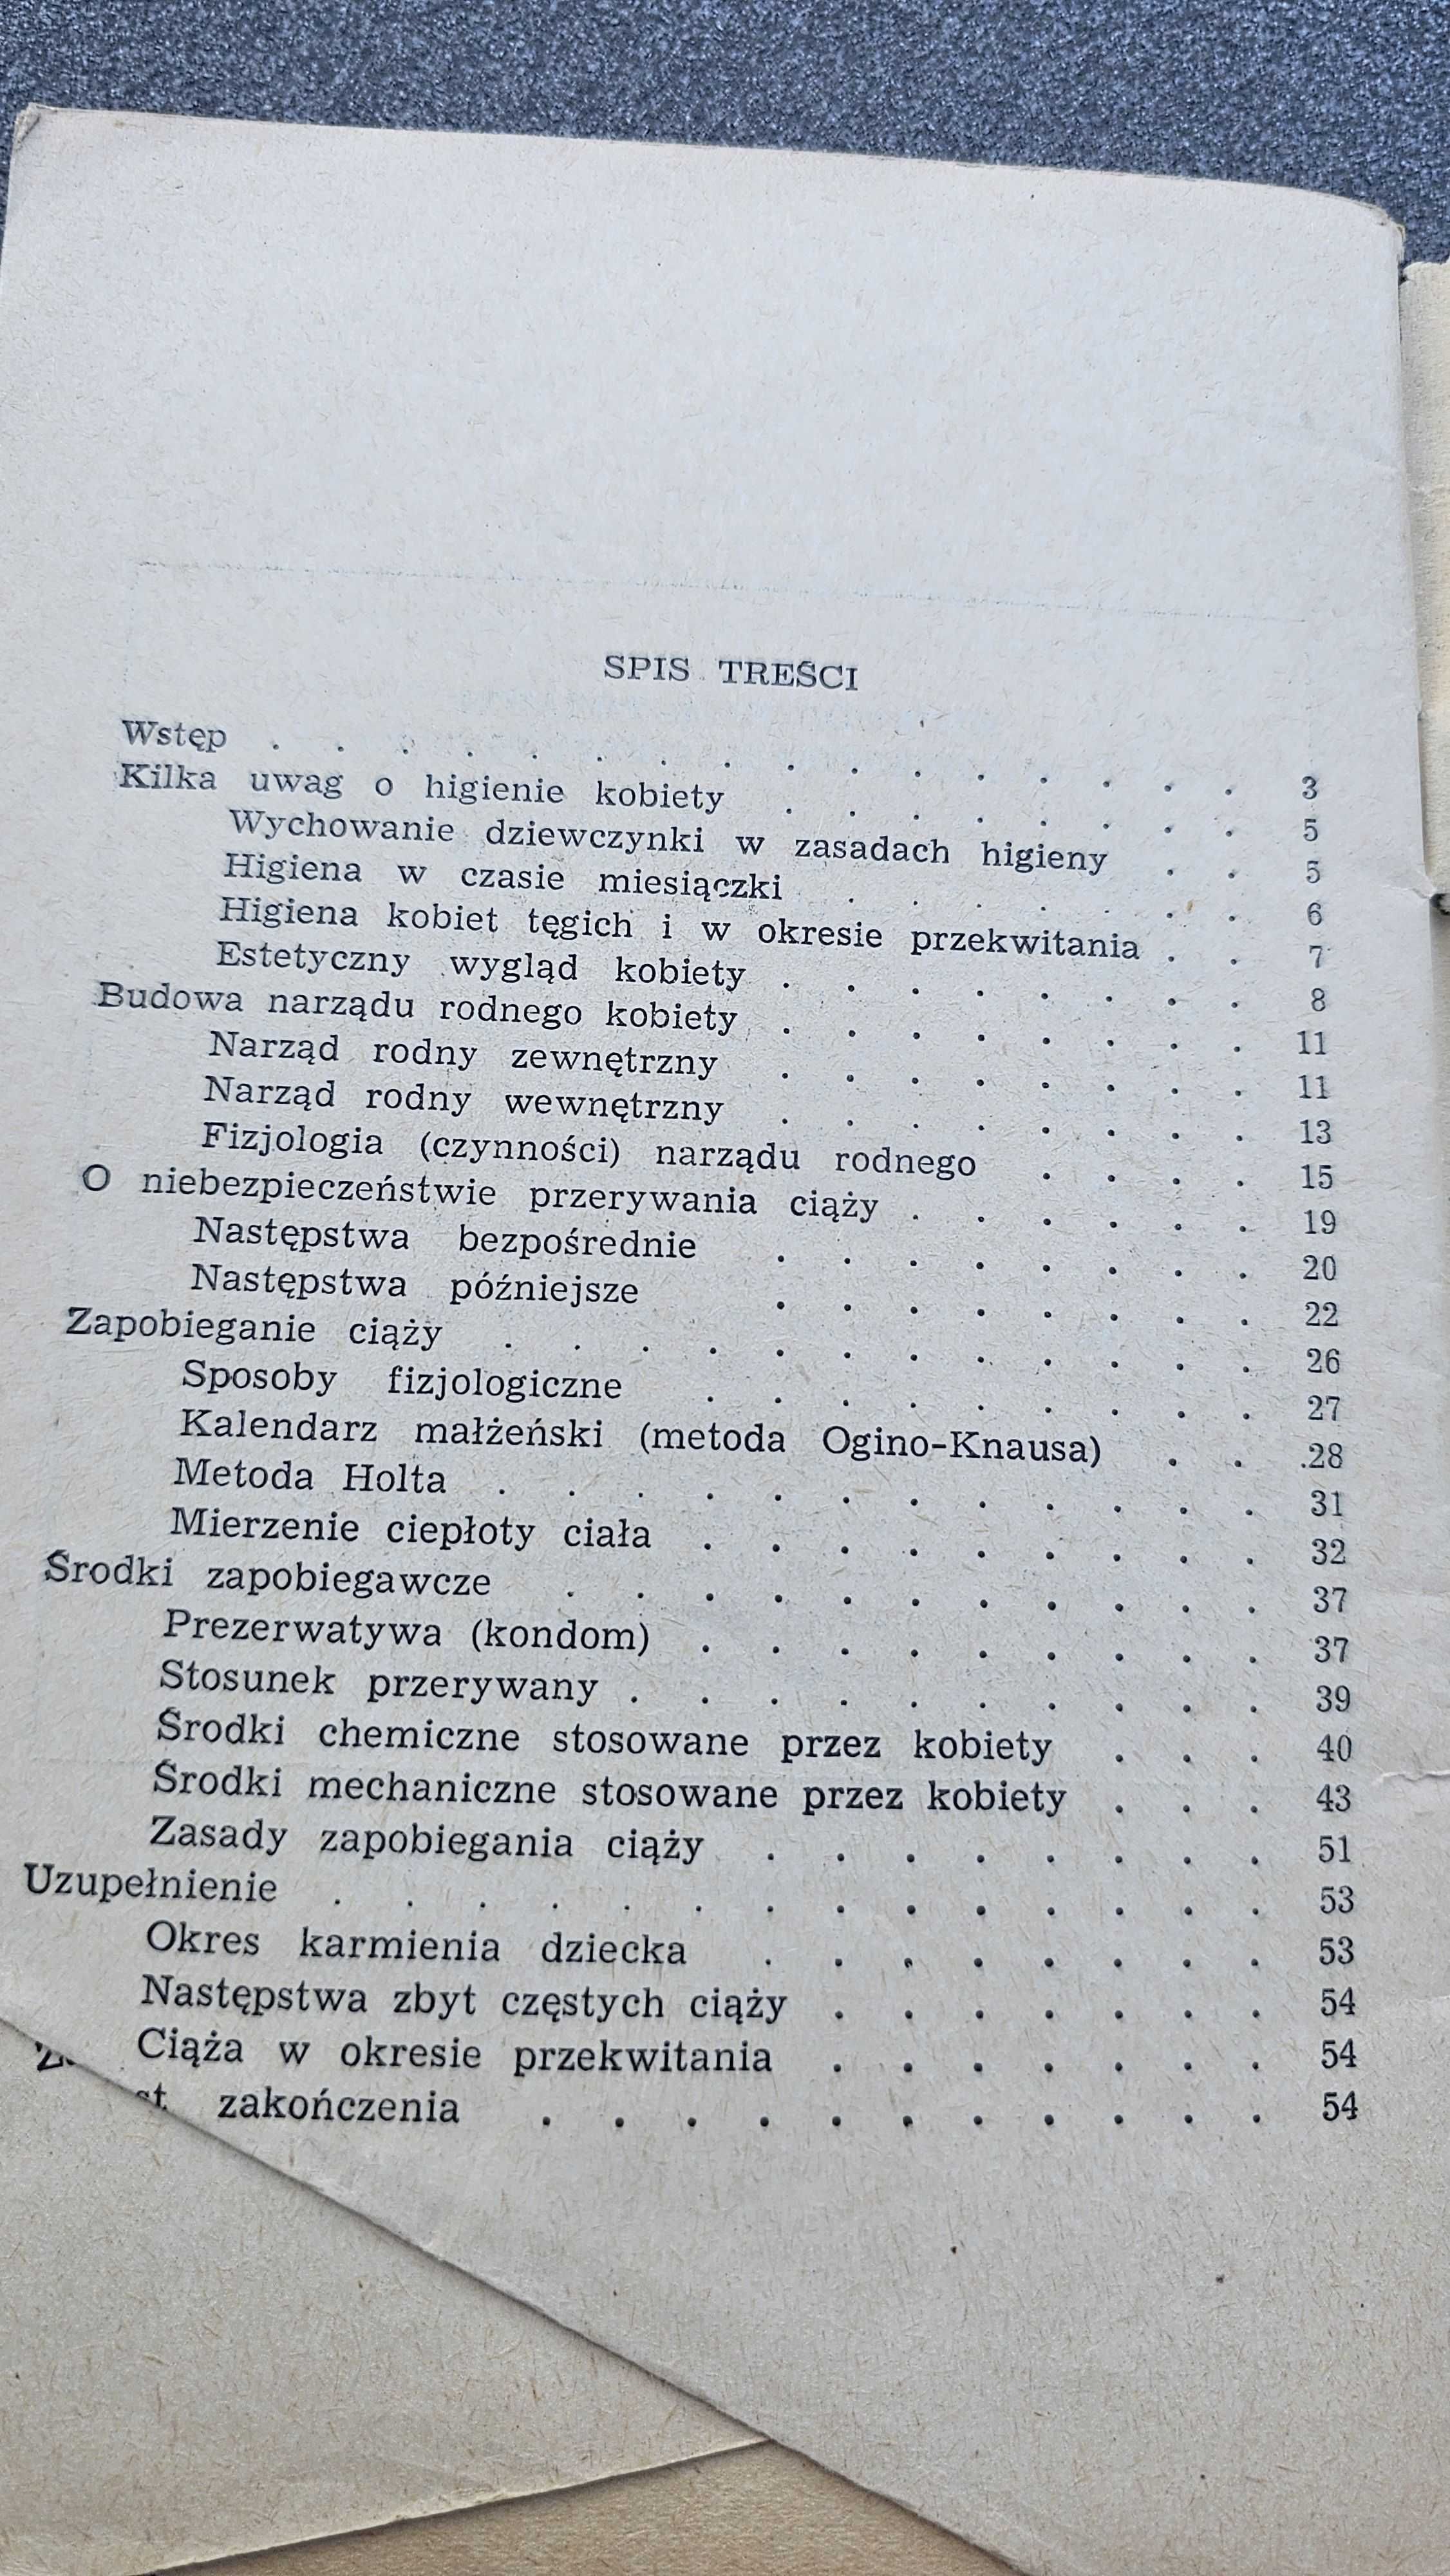 SPIS TREŚCI
Wstęp . . . . . . . . . . . . . . . . 3
Kilka uwag o higienie kobiety . . . . . . . . 5
Wychowanie dziewczynki w zasadach higieny . . 5
Higiena w czasie miesiączki . . . . . . . 6
Higiena kobiet tęgich i w okresie przekwitania . . 7
Estetyczny wygląd kobiety . . . . . . . . 8
Budowa narządu rodnego kobiety . . . . . . . . 11
Narząd rodny zewnętrzny . . . . . . . . 11
Narząd rodny wewnętrzny . . . . . . . . 13
Fizjologia (czynności) narządu rodnego . . . . 15
O niebezpieczeństwie przerywania ciąży . . . . . . 19
Następstwa bezpośrednie . . . . . . . . 20
Następstwa późniejsze . . . . . . . . 22
Zapobieganie ciąży . . . . . . . . . . . . 26
Sposoby fizjologiczne . . . . . . . . . 27
Kalendarz małżeński (metoda Ogino-Knausa) . . .28
Metoda Holta . . . . . . . . . . . . 31
Mierzenie ciepłoty ciała . . . . . . . . . 32
Środki zapobiegawcze . . . . . . . . . . . 37
Prezerwatywa (kondom) . . . . . . . . . 37
Stosunek przerywany . . . . . . . . . . 39
Środki chemiczne stosowane przez kobiety . . . 40
Środki mechaniczne stosowane przez kobiety . . . 43
Zasady zapobiegania ciąży . . . . . . . . 51
Uzupełnienie . . . . . . . . . . . . . . 53
Okres karmienia dziecka . . . . . . . . 53
Następstwa zbyt częstych ciąży . . . . . . . 54
Ciąża w okresie przekwitania . . . . . . . 54
zakończenia . . . . . . . . . . . 54